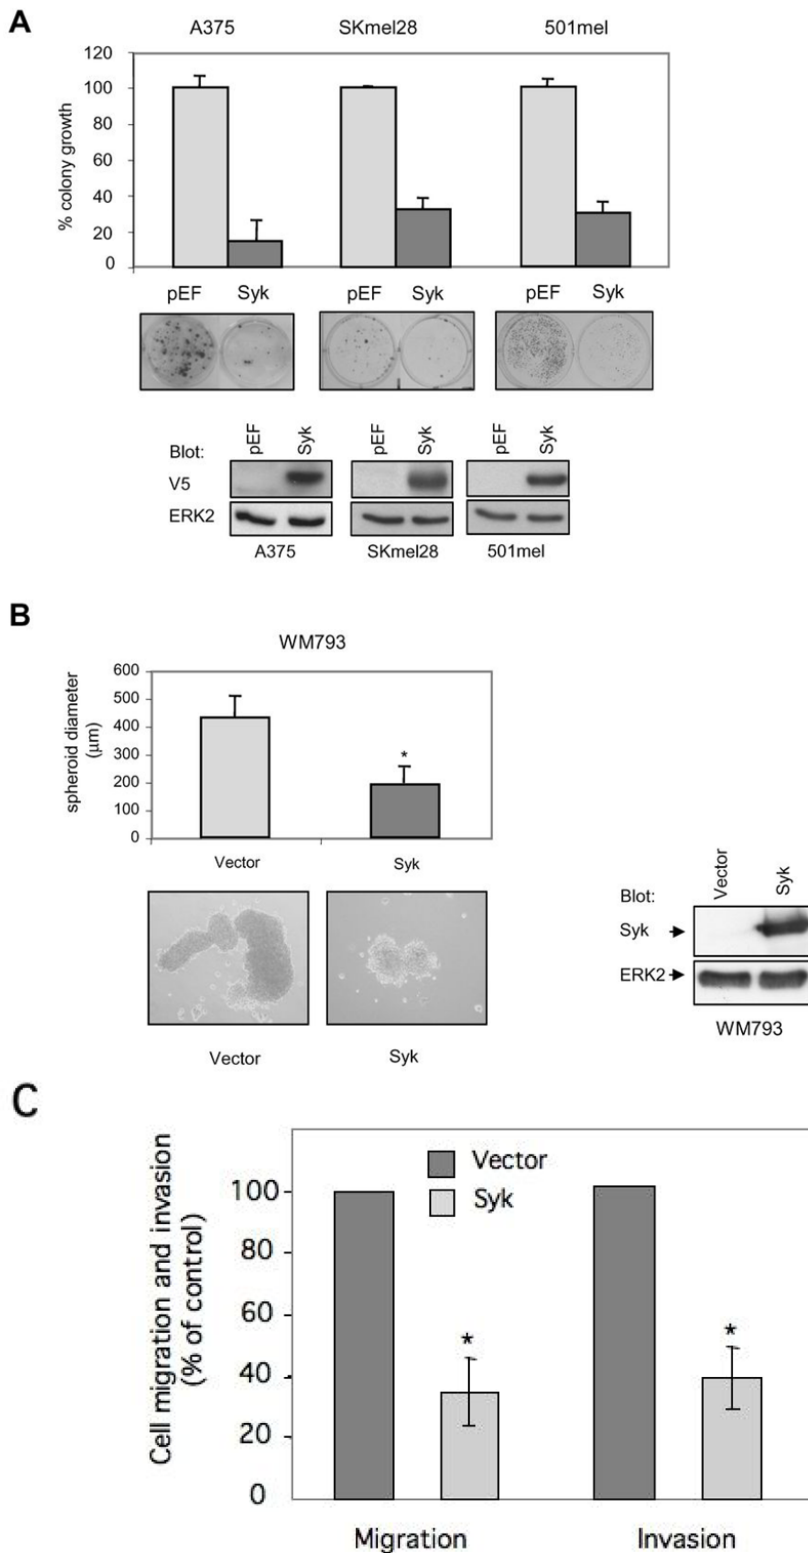 A
A375 SKmel28 501mel
% colony growth
120
100
80
60
40
20
0
pEF Syk pEF Syk pEF Syk
Blot: pEF Syk pEF Syk pEF Syk
V5
ERK2
A375 SKmel28 501mel
B
WM793
spheroid diameter
(µm)
600
500
400
300
200
100
0
*
Vector Syk
Vector Syk
Blot: Vector Syk
Syk
ERK2
WM793
C
Cell migration and invasion
(% of control)
100
80
60
40
20
0
Vector
Syk
* *
Migration Invasion